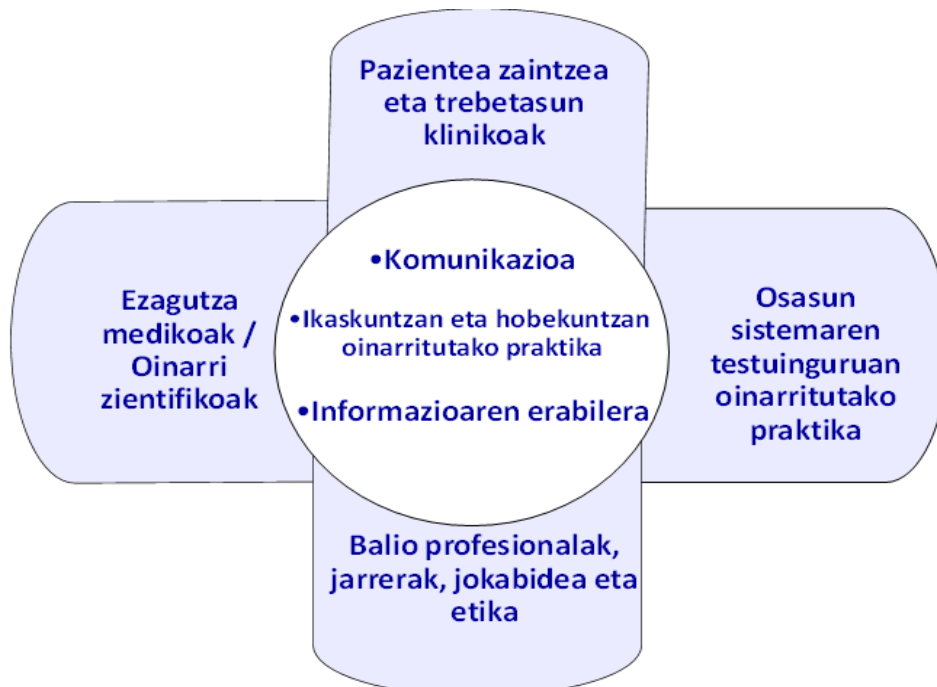 Pazientea zaintzea
eta trebetasun
klinikoak
Ezagutza
medikoak /
Oinarri
zientifikoak
•Komunikazioa
•Ikaskuntzan eta hobekuntzan
oinarritutako praktika
•Informazioaren erabilera
Osasun
sistemaren
testuinguruan
oinarritutako
praktika
Balio profesionalak,
jarrerak, jokabidea eta
etika